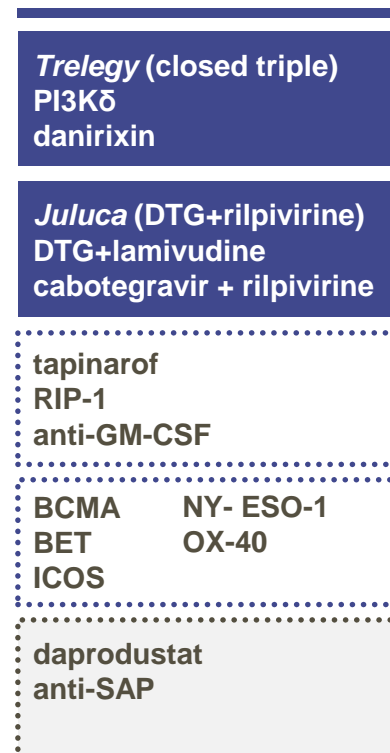 Trelegy (closed triple)
PI3Kδ
danirixin
Juluca (DTG+rilpivirine)
DTG+lamivudine
cabotegravir + rilpivirine
tapinarof
RIP-1
anti-GM-CSF
BCMA NY- ESO-1
BET OX-40
ICOS
daprodustat
anti-SAP